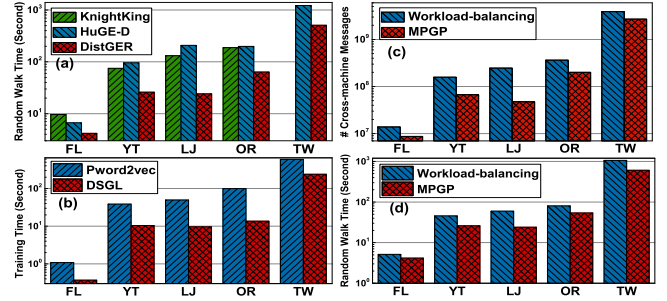 Random Walk Time (Second)
10³
10²
10¹
KnightKing
HuGE-D
DistGER
(a)
FL YT LJ OR TW
# Cross-machine Messages
10⁹
10⁸
10⁷
Workload-balancing
MPGP
(c)
FL YT LJ OR TW
Training Time (Second)
10²
10¹
10⁰
Pword2vec
DSGL
(b)
FL YT LJ OR TW
Random Walk Time (Second)
10³
10²
10¹
10⁰
Workload-balancing
MPGP
(d)
FL YT LJ OR TW